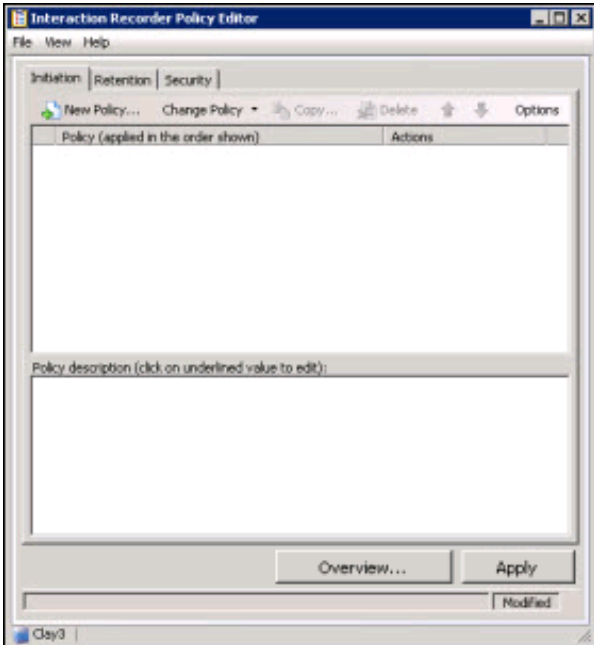 Interaction Recorder Policy Editor
File View Help
Initiation Retention Security
New Policy... Change Policy Copy... Delete Options
Policy (applied in the order shown) Actions
Policy description (click on underlined value to edit):
Overview... Apply
Modified
Clay3